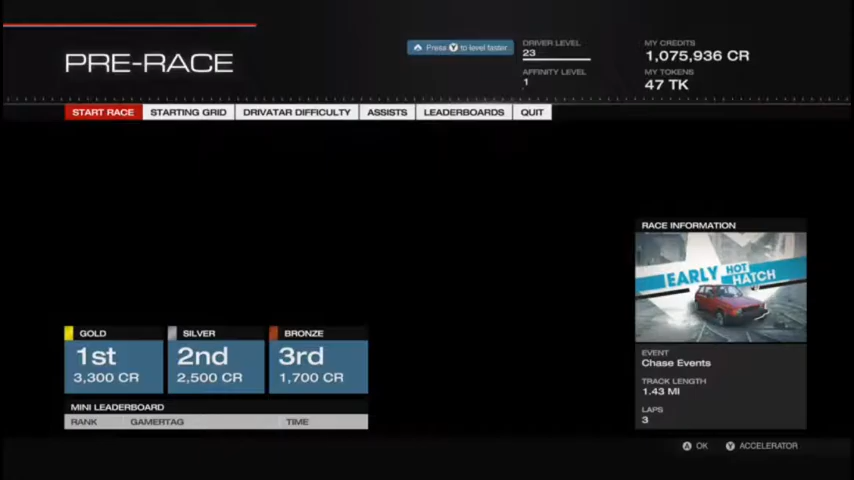 Press Y to level faster.
DRIVER LEVEL
23
AFFINITY LEVEL
1
MY CREDITS
1,075,936 CR
MY TOKENS
47 TK
PRE-RACE
START RACE
STARTING GRID
DRIVATAR DIFFICULTY
ASSISTS
LEADERBOARDS
QUIT
RACE INFORMATION
EARLY HOT
HATCH
EVENT
Chase Events
TRACK LENGTH
1.43 MI
LAPS
3
GOLD
1st
3,300 CR
SILVER
2nd
2,500 CR
BRONZE
3rd
1,700 CR
MINI LEADERBOARD
RANK GAMERTAG TIME
A OK Y ACCELERATOR